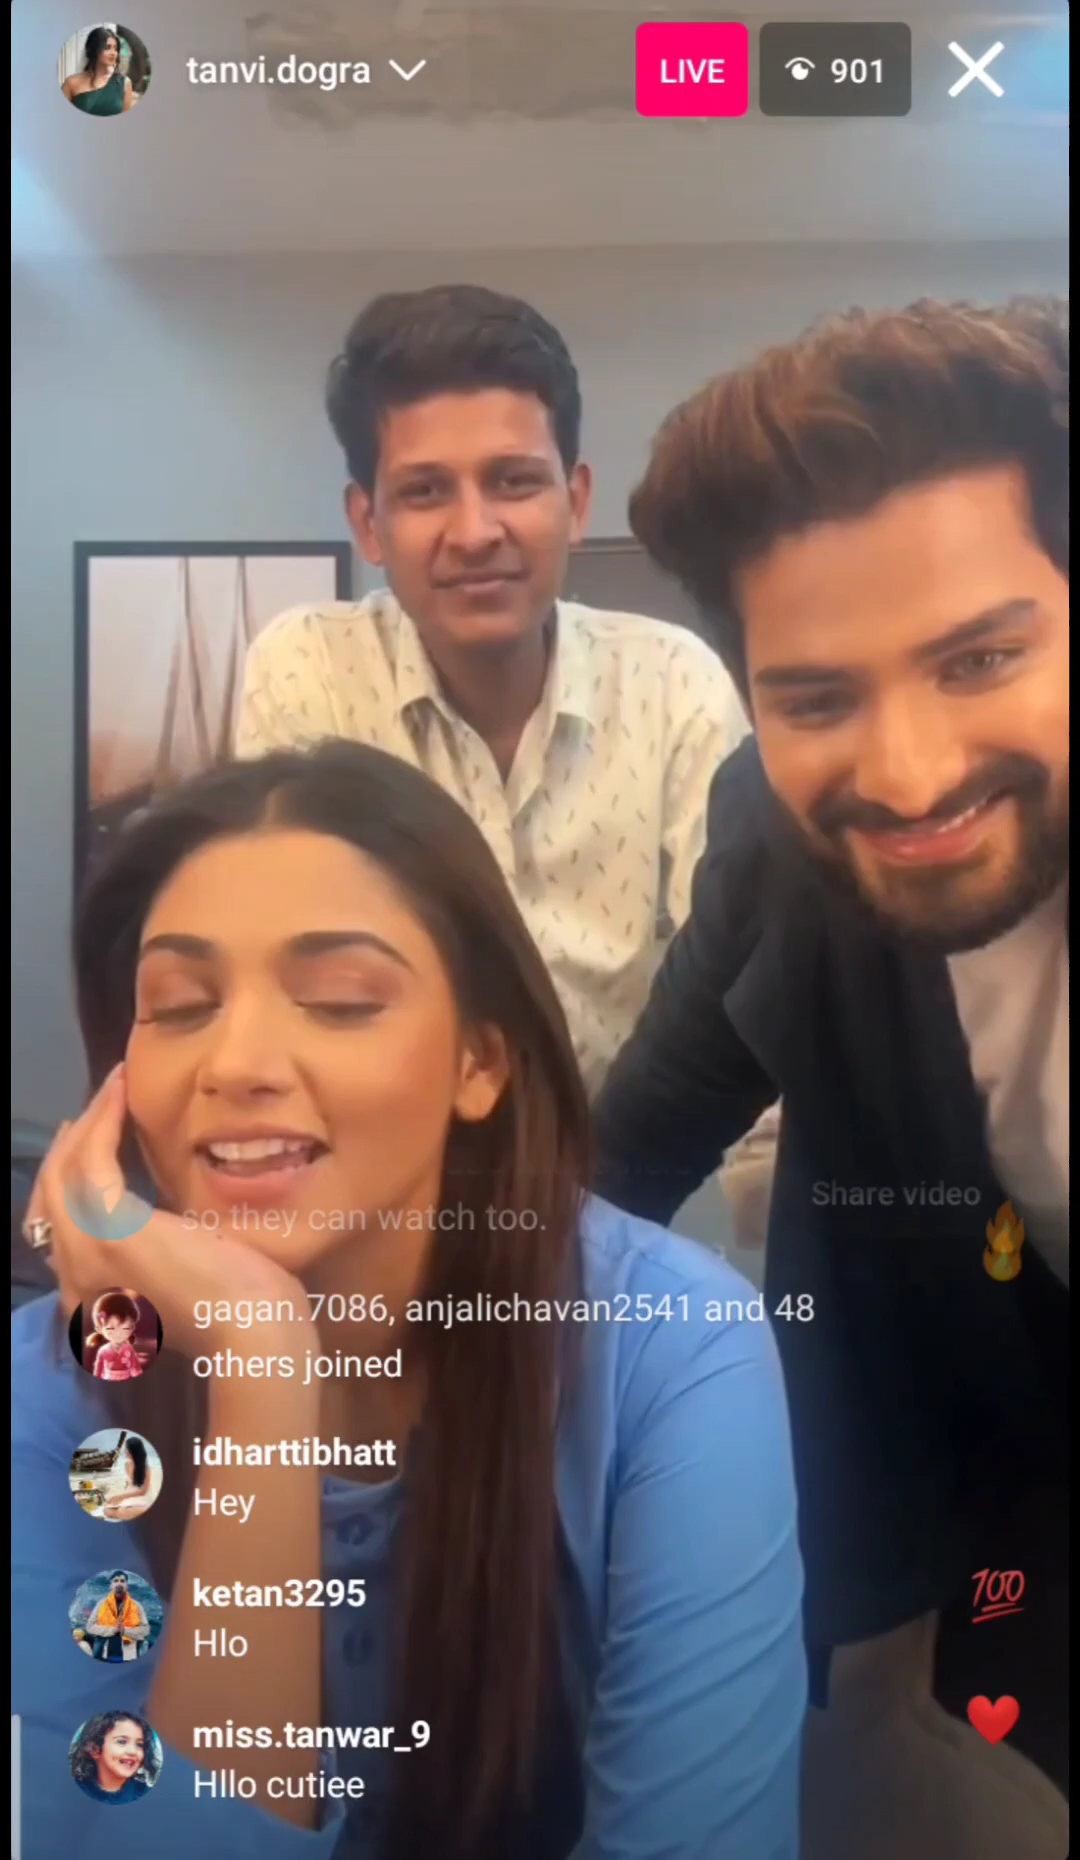 tanvi.dogra
LIVE
901
so they can watch too.
Share video
gagan.7086, anjalichavan2541 and 48
others joined
idharttibhatt
Hey
ketan3295
Hlo
miss.tanwar_9
Hllo cutiee
100